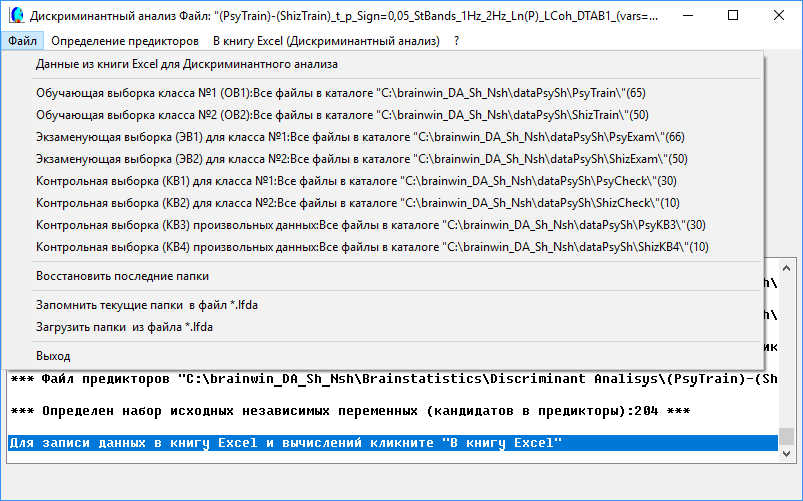 Дискриминантный анализ Файл: "(PsyTrain)-(ShizTrain)_t_p_Sign=0,05_StBands_1Hz_2Hz_Ln(P)_LCoh_DTAB1_(vars=...
Файл Определение предикторов В книгу Excel (Дискриминантный анализ) ?
Данные из книги Excel для Дискриминантного анализа
Обучающая выборка класса №1 (ОВ1):Все файлы в каталоге "C:\brainwin_DA_Sh_Nsh\dataPsySh\PsyTrain\"(65)
Обучающая выборка класса №2 (ОВ2):Все файлы в каталоге "C:\brainwin_DA_Sh_Nsh\dataPsySh\ShizTrain\"(50)
Экзаменующая выборка (ЭВ1) для класса №1:Все файлы в каталоге "C:\brainwin_DA_Sh_Nsh\dataPsySh\PsyExam\"(66)
Экзаменующая выборка (ЭВ2) для класса №2:Все файлы в каталоге "C:\brainwin_DA_Sh_Nsh\dataPsySh\ShizExam\"(50)
Контрольная выборка (КВ1) для класса №1:Все файлы в каталоге "C:\brainwin_DA_Sh_Nsh\dataPsySh\PsyCheck\"(30)
Контрольная выборка (КВ2) для класса №2:Все файлы в каталоге "C:\brainwin_DA_Sh_Nsh\dataPsySh\ShizCheck\"(10)
Контрольная выборка (КВ3) произвольных данных:Все файлы в каталоге "C:\brainwin_DA_Sh_Nsh\dataPsySh\PsyKB3\"(30)
Контрольная выборка (КВ4) произвольных данных:Все файлы в каталоге "C:\brainwin_DA_Sh_Nsh\dataPsySh\ShizKB4\"(10)
Восстановить последние папки
Запомнить текущие папки в файл *.lfda
Загрузить папки из файла *.lfda
Выход
*** Файл предикторов "C:\brainwin_DA_Sh_Nsh\Brainstatistics\Discriminant Analisys\(PsyTrain)-(Sh
*** Определен набор исходных независимых переменных (кандидатов в предикторы):204 ***
Для записи данных в книгу Excel и вычислений кликните "В книгу Excel"